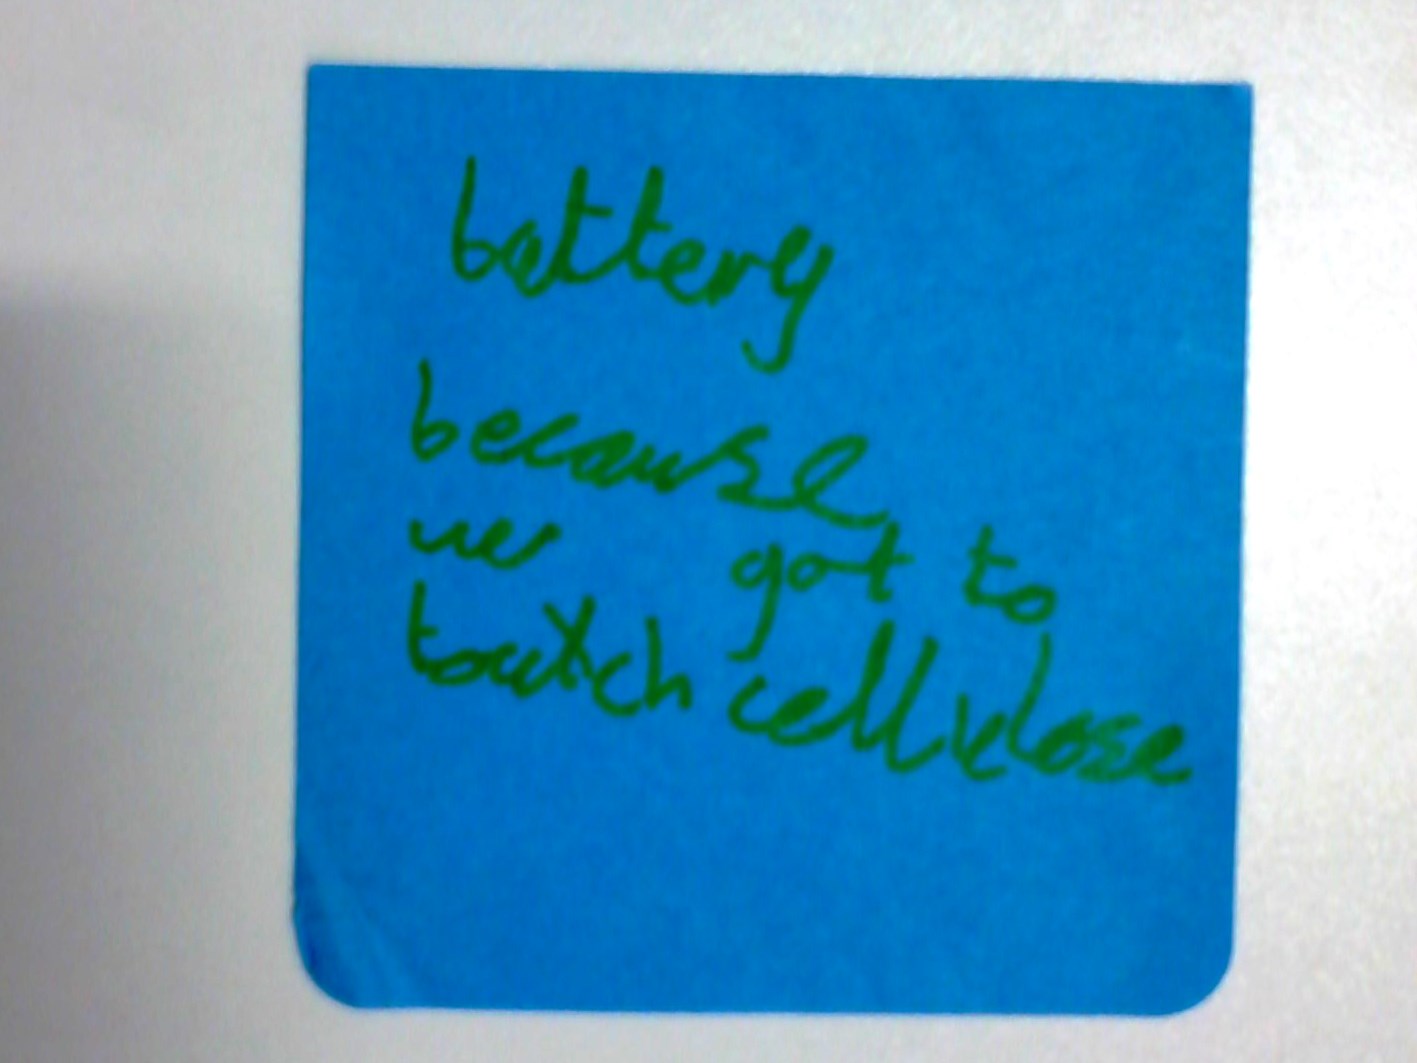 battery
because
we got to
toutch cellulose